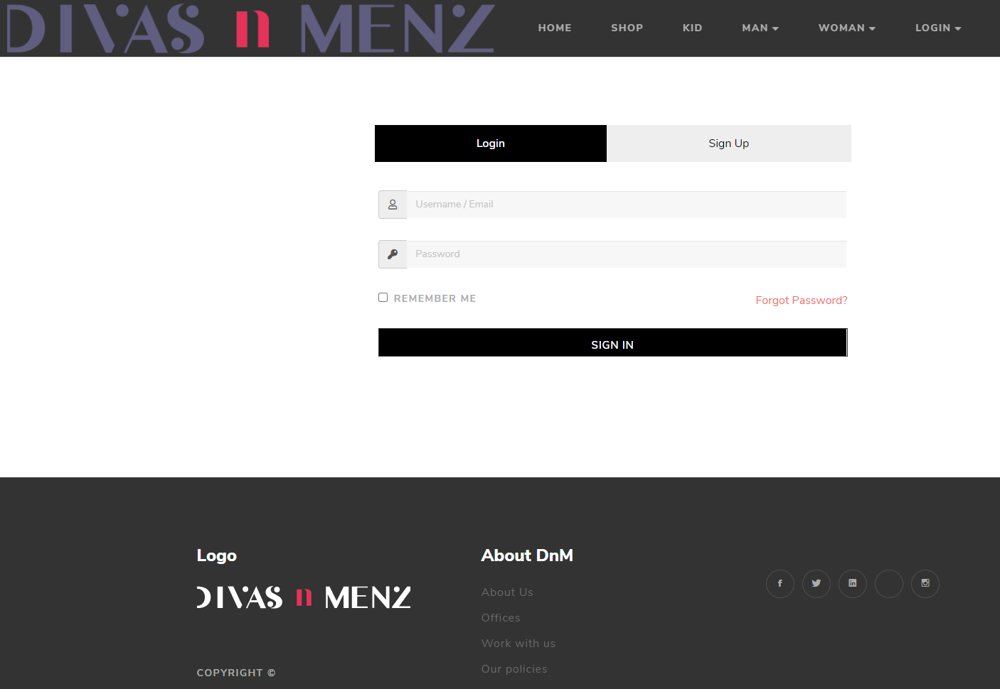 DIVAS n MENZ
HOME SHOP KID MAN WOMAN LOGIN
Login Sign Up
Username / Email
Password
REMEMBER ME Forgot Password?
SIGN IN
Logo
DIVAS n MENZ
COPYRIGHT ©
About DnM
About Us
Offices
Work with us
Our policies